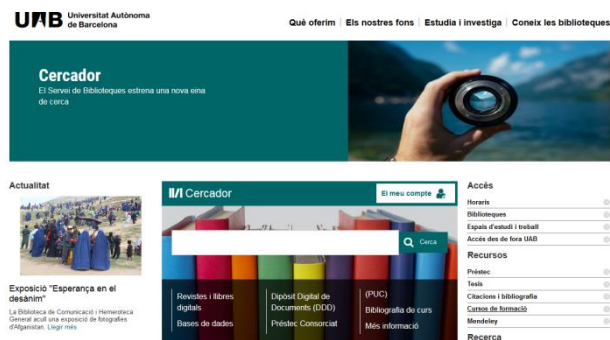 UAB Universitat Autònoma
de Barcelona
Què oferim | Els nostres fons | Estudia i investiga | Coneix les biblioteques
Cercador
El Servei de Biblioteques estrena una nova eina
de cerca
Actualitat
Exposició "Esperança en el
desànim"
La Biblioteca de Comunicació i Hemeroteca
General acull una exposició de fotografies
d'Afganistan. Llegir més
Cercador
El meu compte
Cerca
Revistes i llibres
digitals
Bases de dades
Dipòsit Digital de
Documents (DDD)
Préstec Consorciat
(PUC)
Bibliografia de curs
Més informació
Accés
Horaris
Biblioteques
Espais d'estudi i treball
Accés des de fora UAB
Recursos
Préstec
Tesis
Citacions i bibliografia
Cursos de formació
Mendeley
Recerca